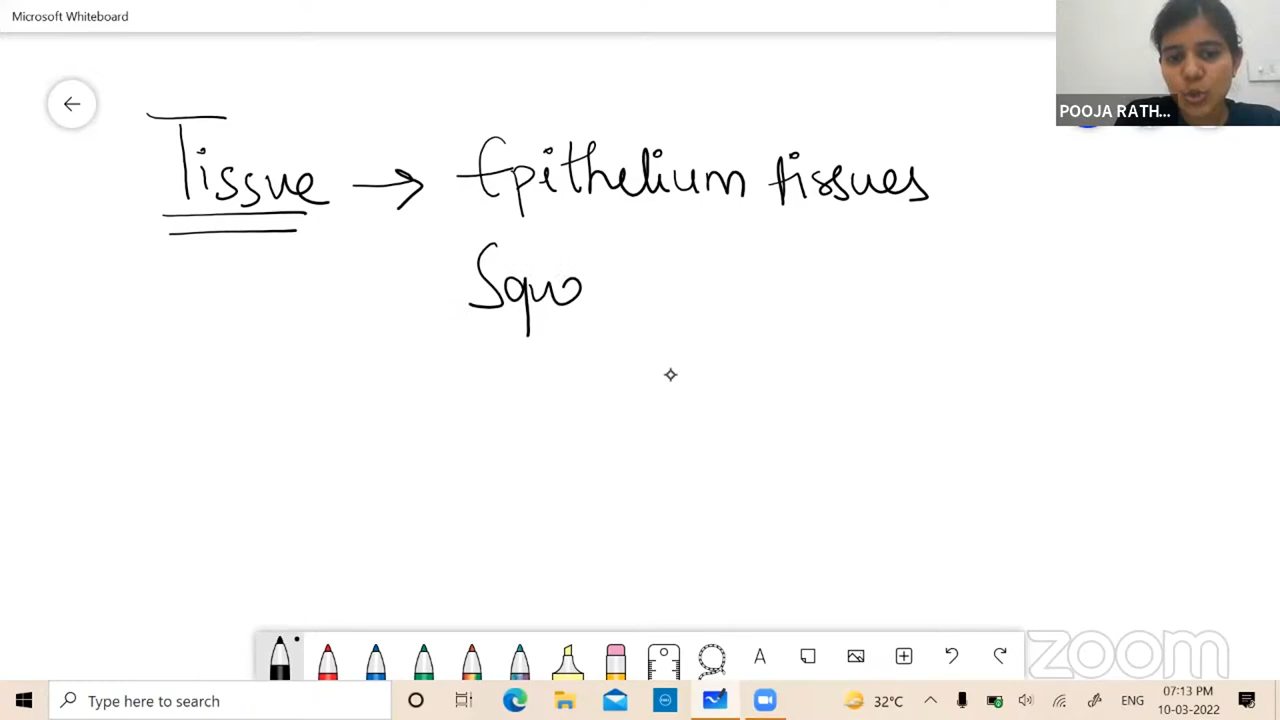 Microsoft Whiteboard
POOJA RATH...
Tissue → Epithelium tissues
Squa
zoom
Type here to search
32°C
ENG
07:13 PM
10-03-2022